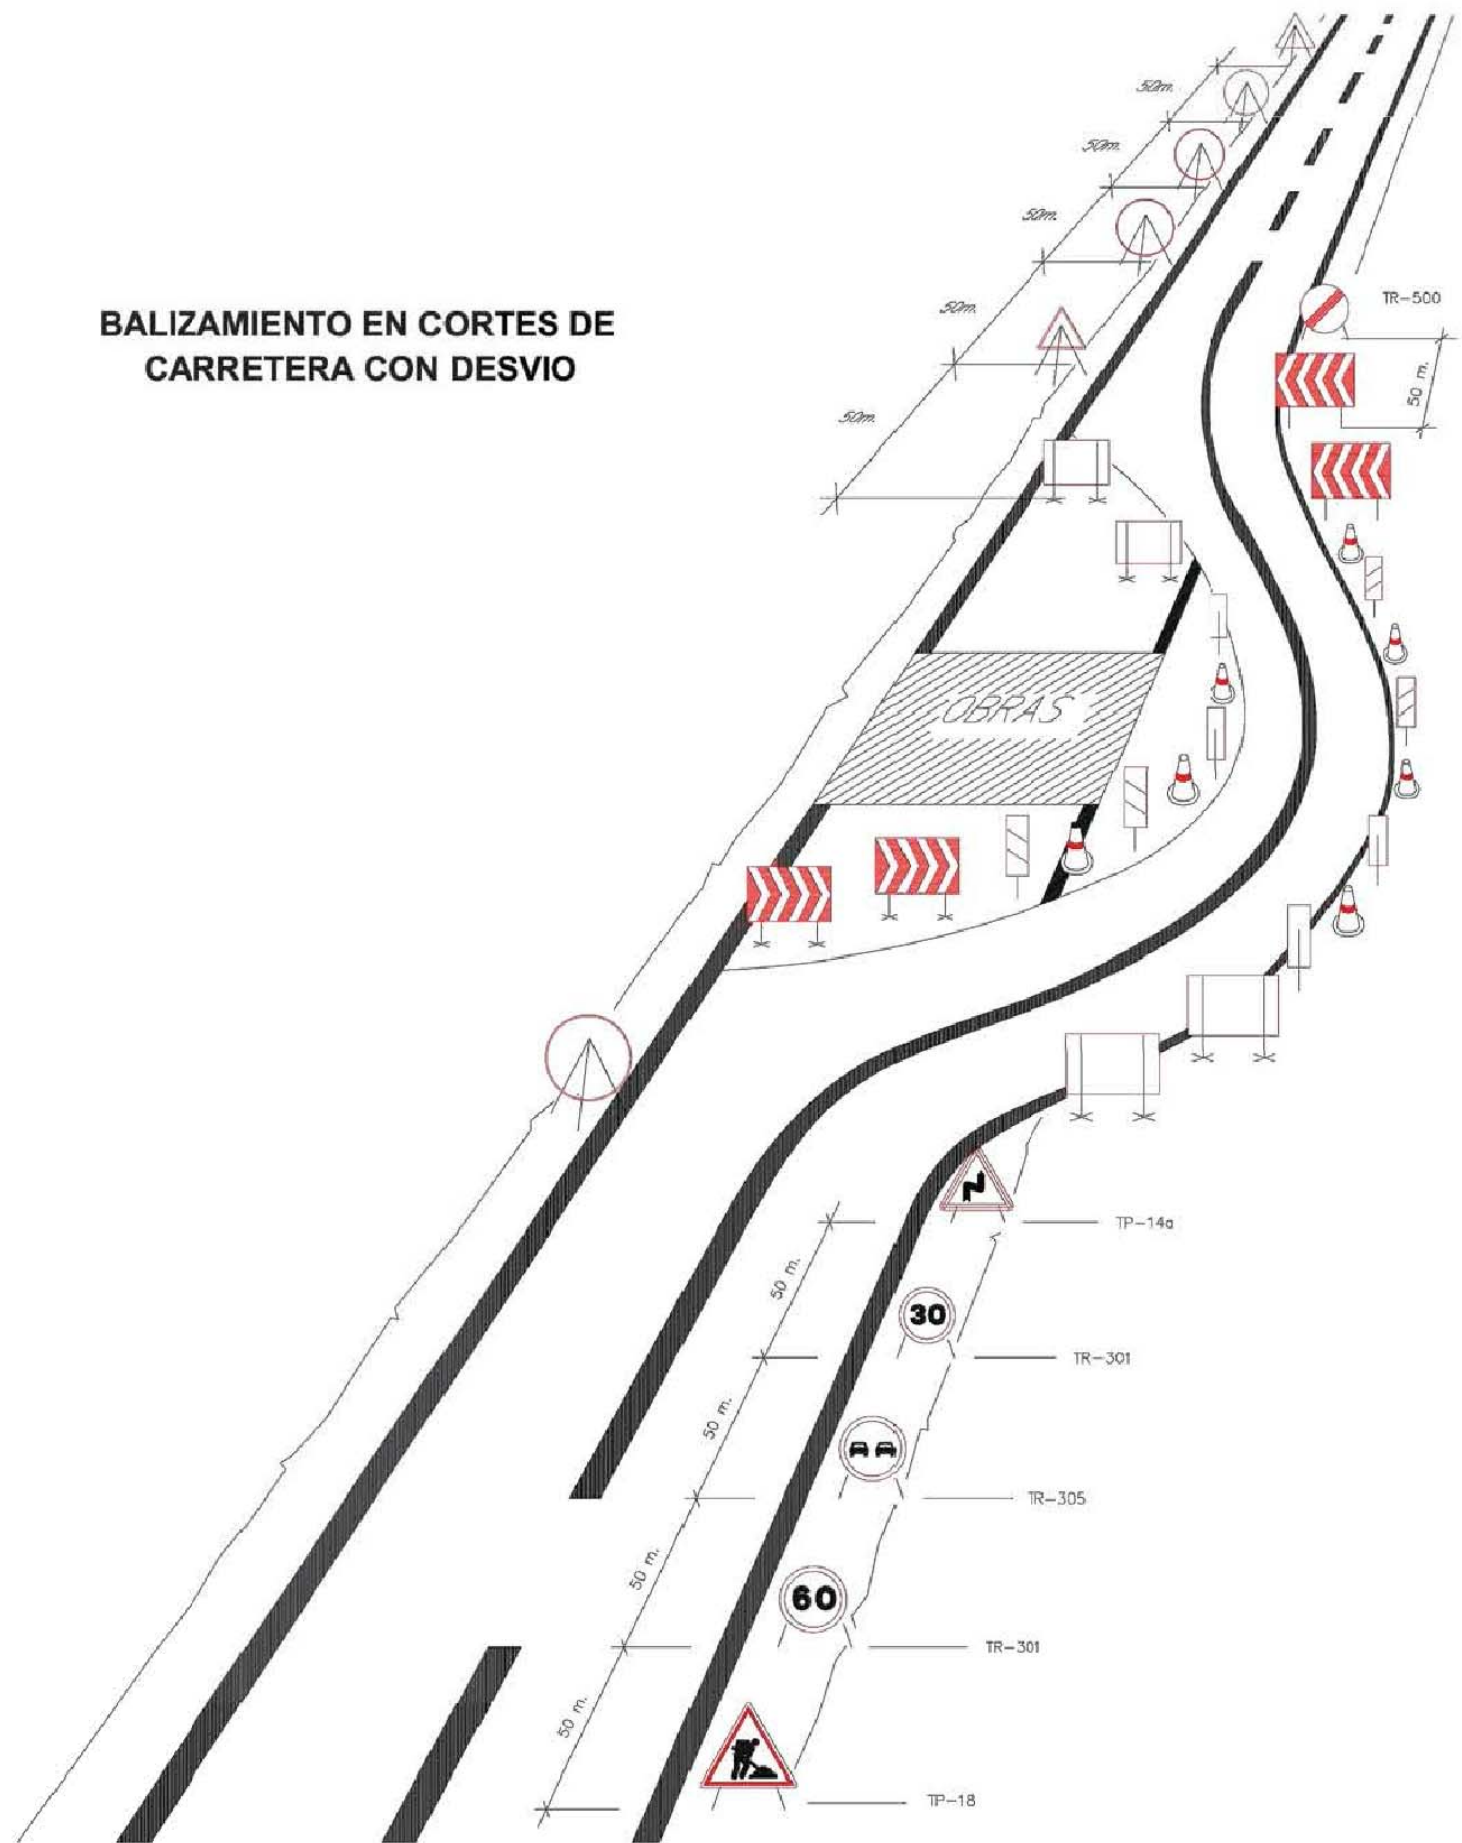 50m.
50m.
50m.
TR-500
50m.
50 m.
BALIZAMIENTO EN CORTES DE
CARRETERA CON DESVIO
50m.
OBRAS
TP-14a
50 m.
30
TR-301
50 m.
TR-305
50 m.
60
TR-301
50 m.
TP-18